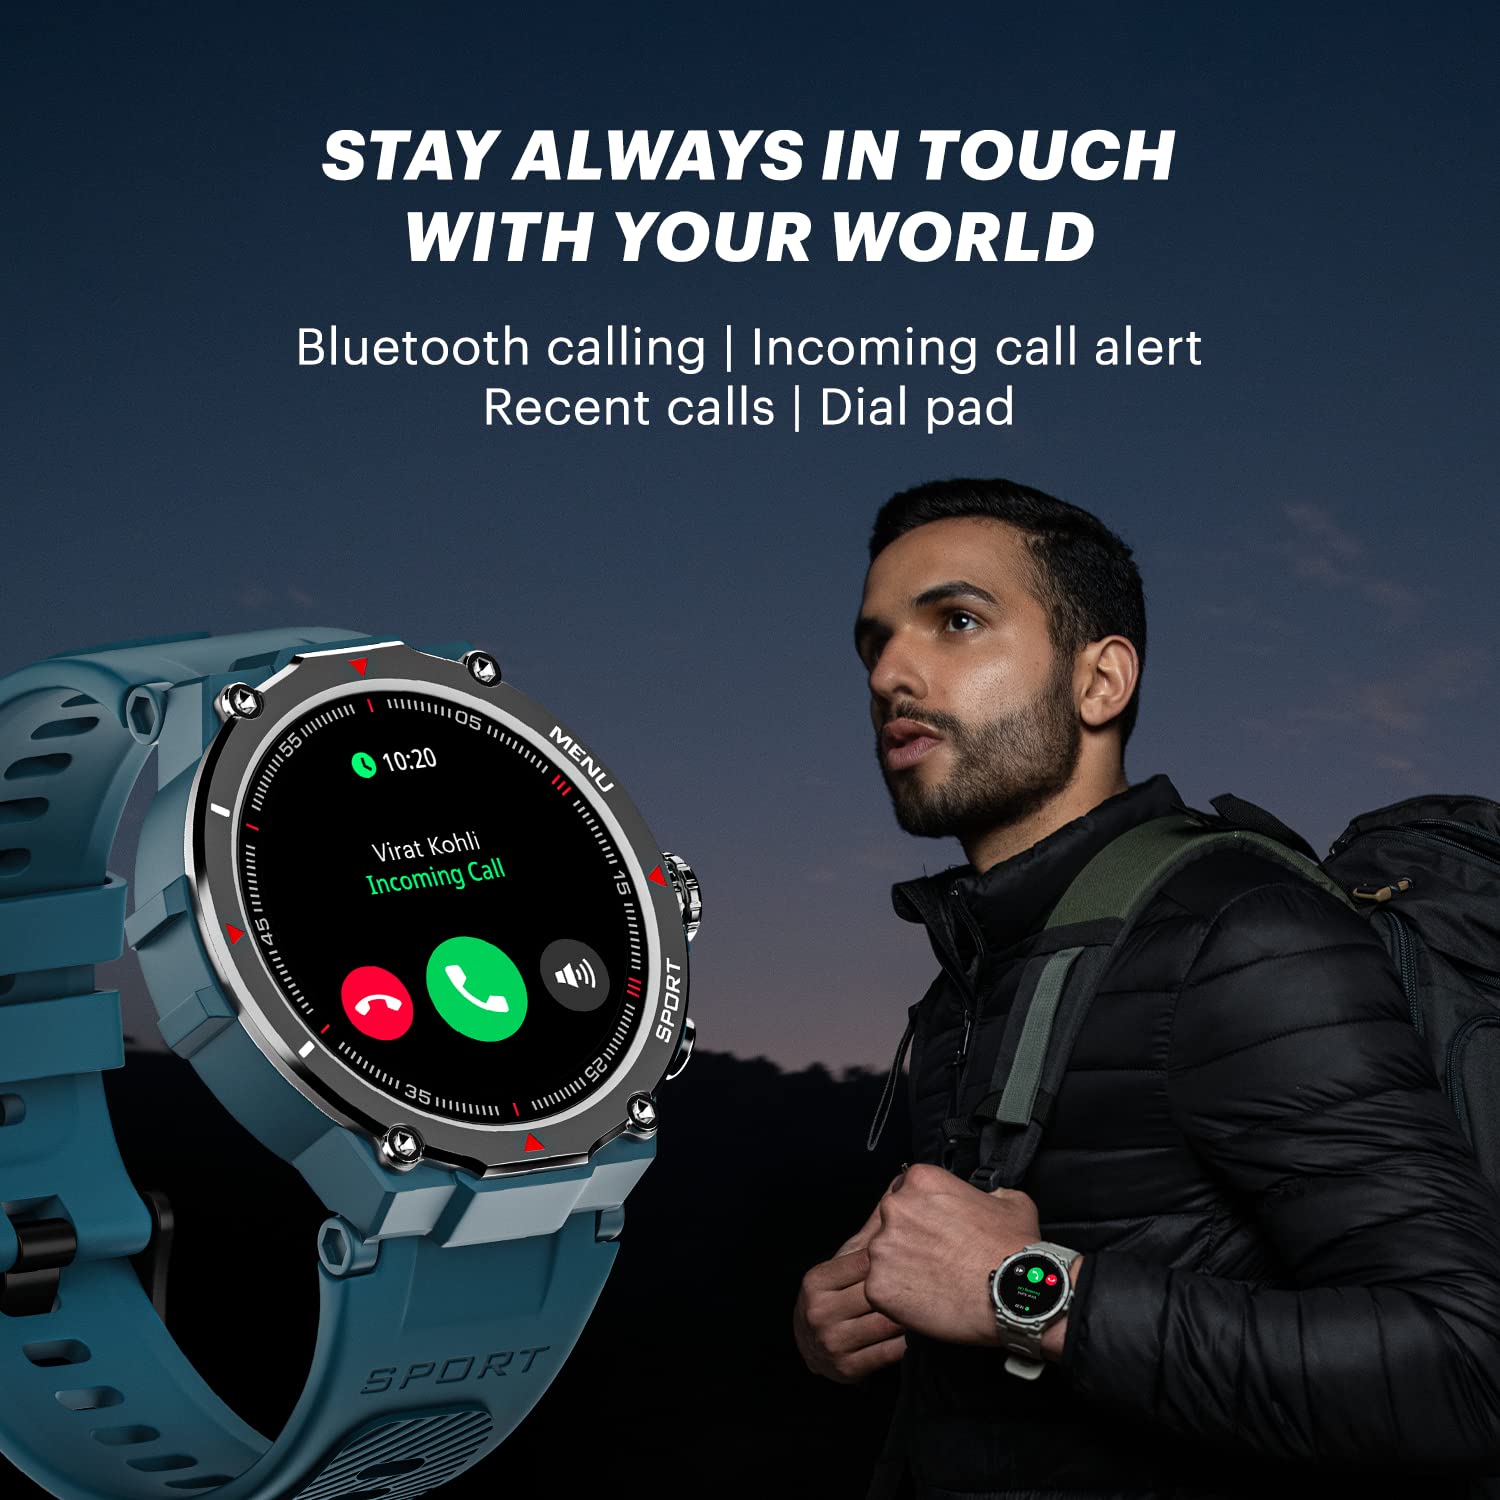 STAY ALWAYS IN TOUCH
WITH YOUR WORLD
Bluetooth calling | Incoming call alert
Recent calls | Dial pad
55
05
MENU
10:20
Virat Kohli
Incoming Call
15
45
SPORT
25
35
SPORT